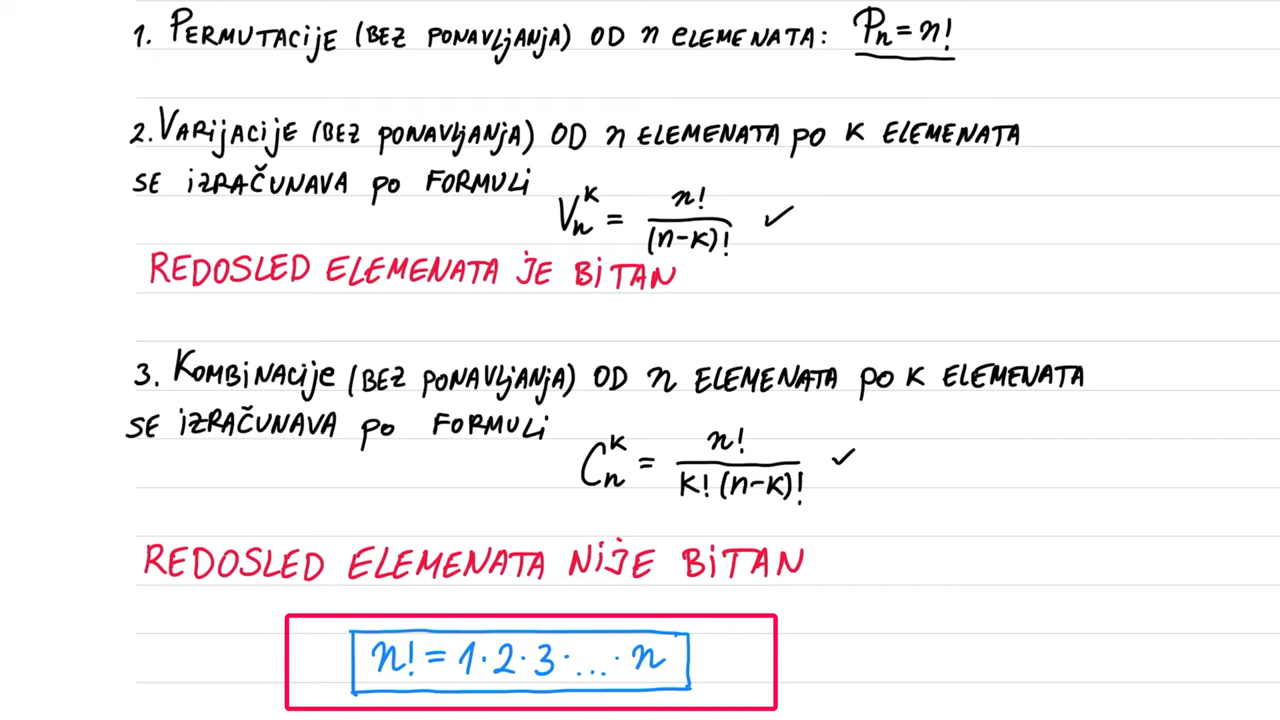 1. PERMUTACIJE (BEZ PONAVLJANJA) OD n ELEMENATA: Pn = n!
2. VARIJACIJE (BEZ PONAVLJANJA) OD n ELEMENATA PO K ELEMENATA
SE IZRAČUNAVA PO FORMULI
V_n^K = n! / (n-K)! ✓
REDOSLED ELEMENATA JE BITAN
3. KOMBINACIJE (BEZ PONAVLJANJA) OD n ELEMENATA PO K ELEMENATA
SE IZRAČUNAVA PO FORMULI
C_n^K = n! / K! (n-K)! ✓
REDOSLED ELEMENATA NIJE BITAN
n! = 1·2·3·...·n